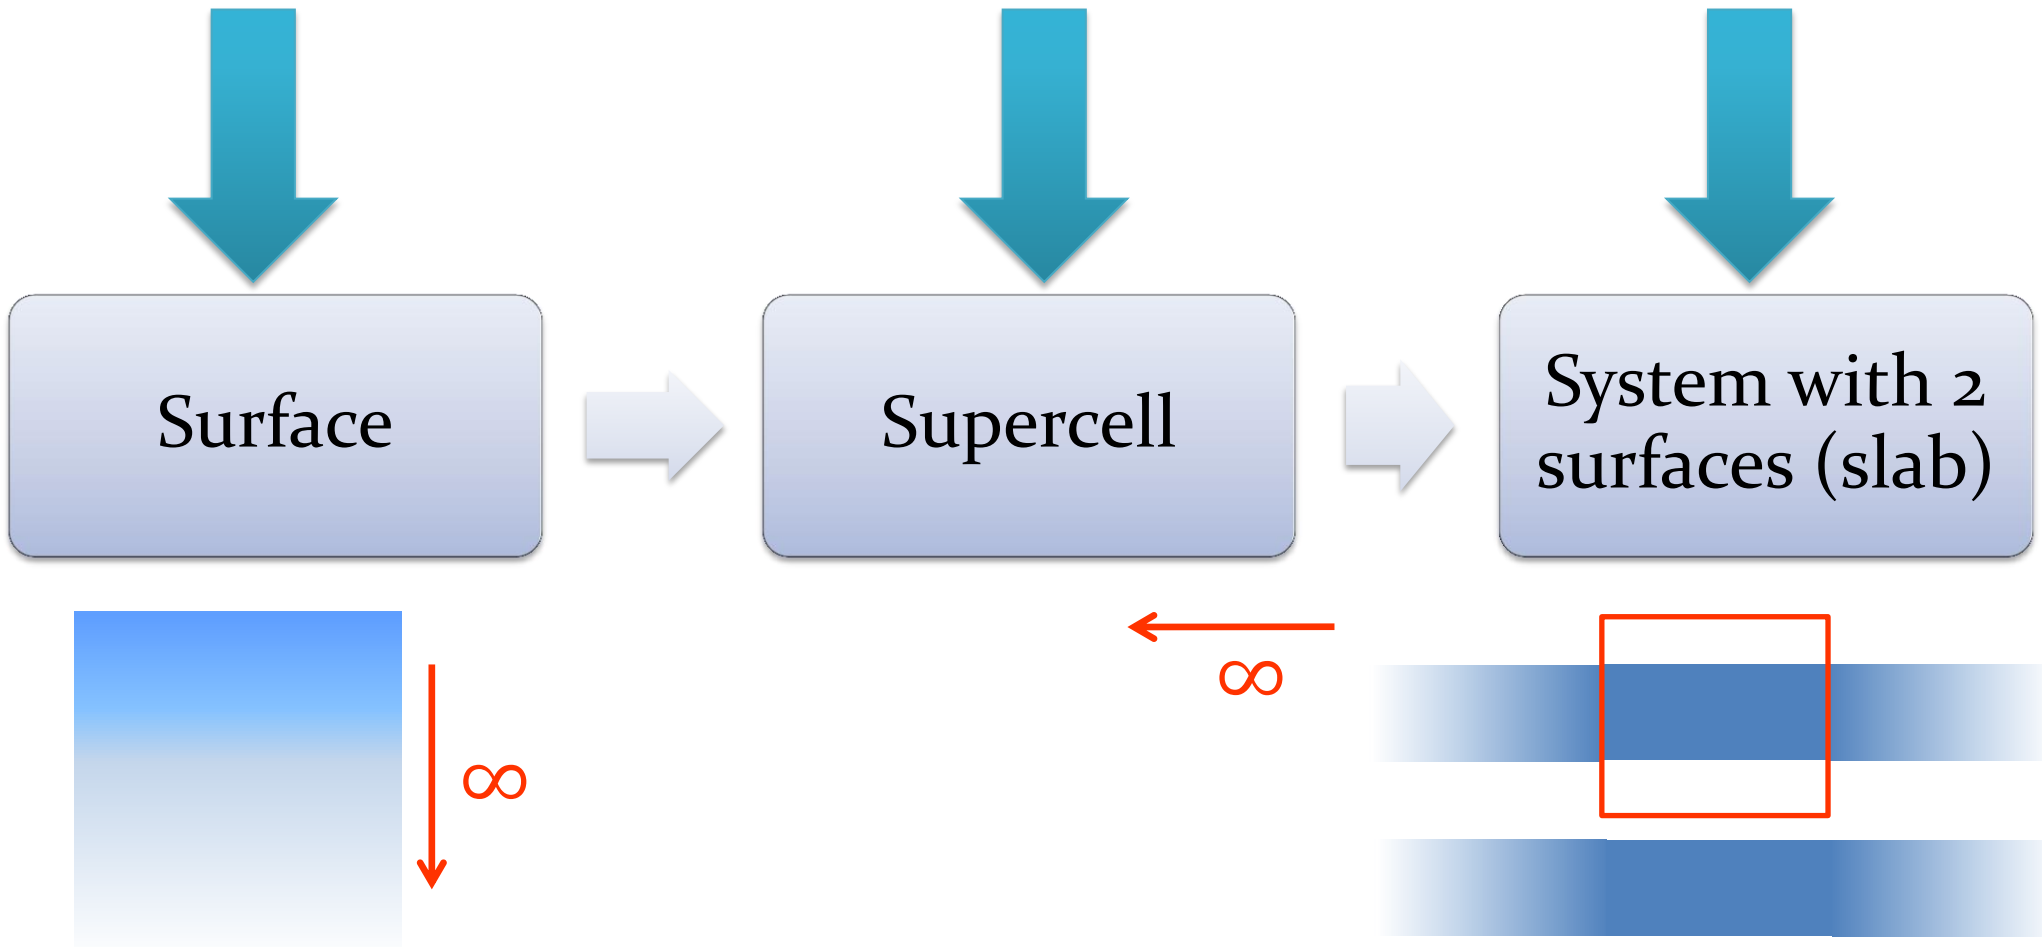 Surface
Supercell
System with 2
surfaces (slab)
∞
∞